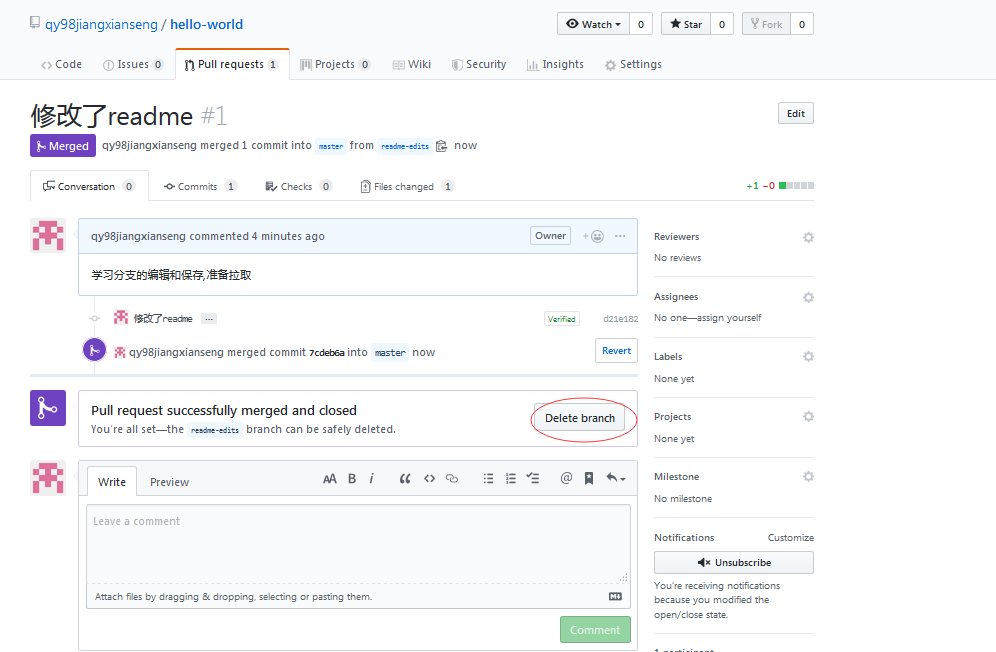 qy98jiangxianseng / hello-world
Watch 0 Star 0 Fork 0
Code Issues 0 Pull requests 1 Projects 0 Wiki Security Insights Settings
修改了readme #1
Edit
Merged qy98jiangxianseng merged 1 commit into master from readme-edits now
Conversation 0 Commits 1 Checks 0 Files changed 1 +1 −0
qy98jiangxianseng commented 4 minutes ago Owner
学习分支的编辑和保存,准备拉取
修改了readme … Verified d21e182
qy98jiangxianseng merged commit 7cdeb6a into master now Revert
Pull request successfully merged and closed
You're all set—the readme-edits branch can be safely deleted.
Delete branch
Write Preview AA B i
Leave a comment
Attach files by dragging & dropping, selecting or pasting them.
Comment
Reviewers
No reviews
Assignees
No one—assign yourself
Labels
None yet
Projects
None yet
Milestone
No milestone
Notifications Customize
Unsubscribe
You're receiving notifications
because you modified the
open/close state.
1 participant